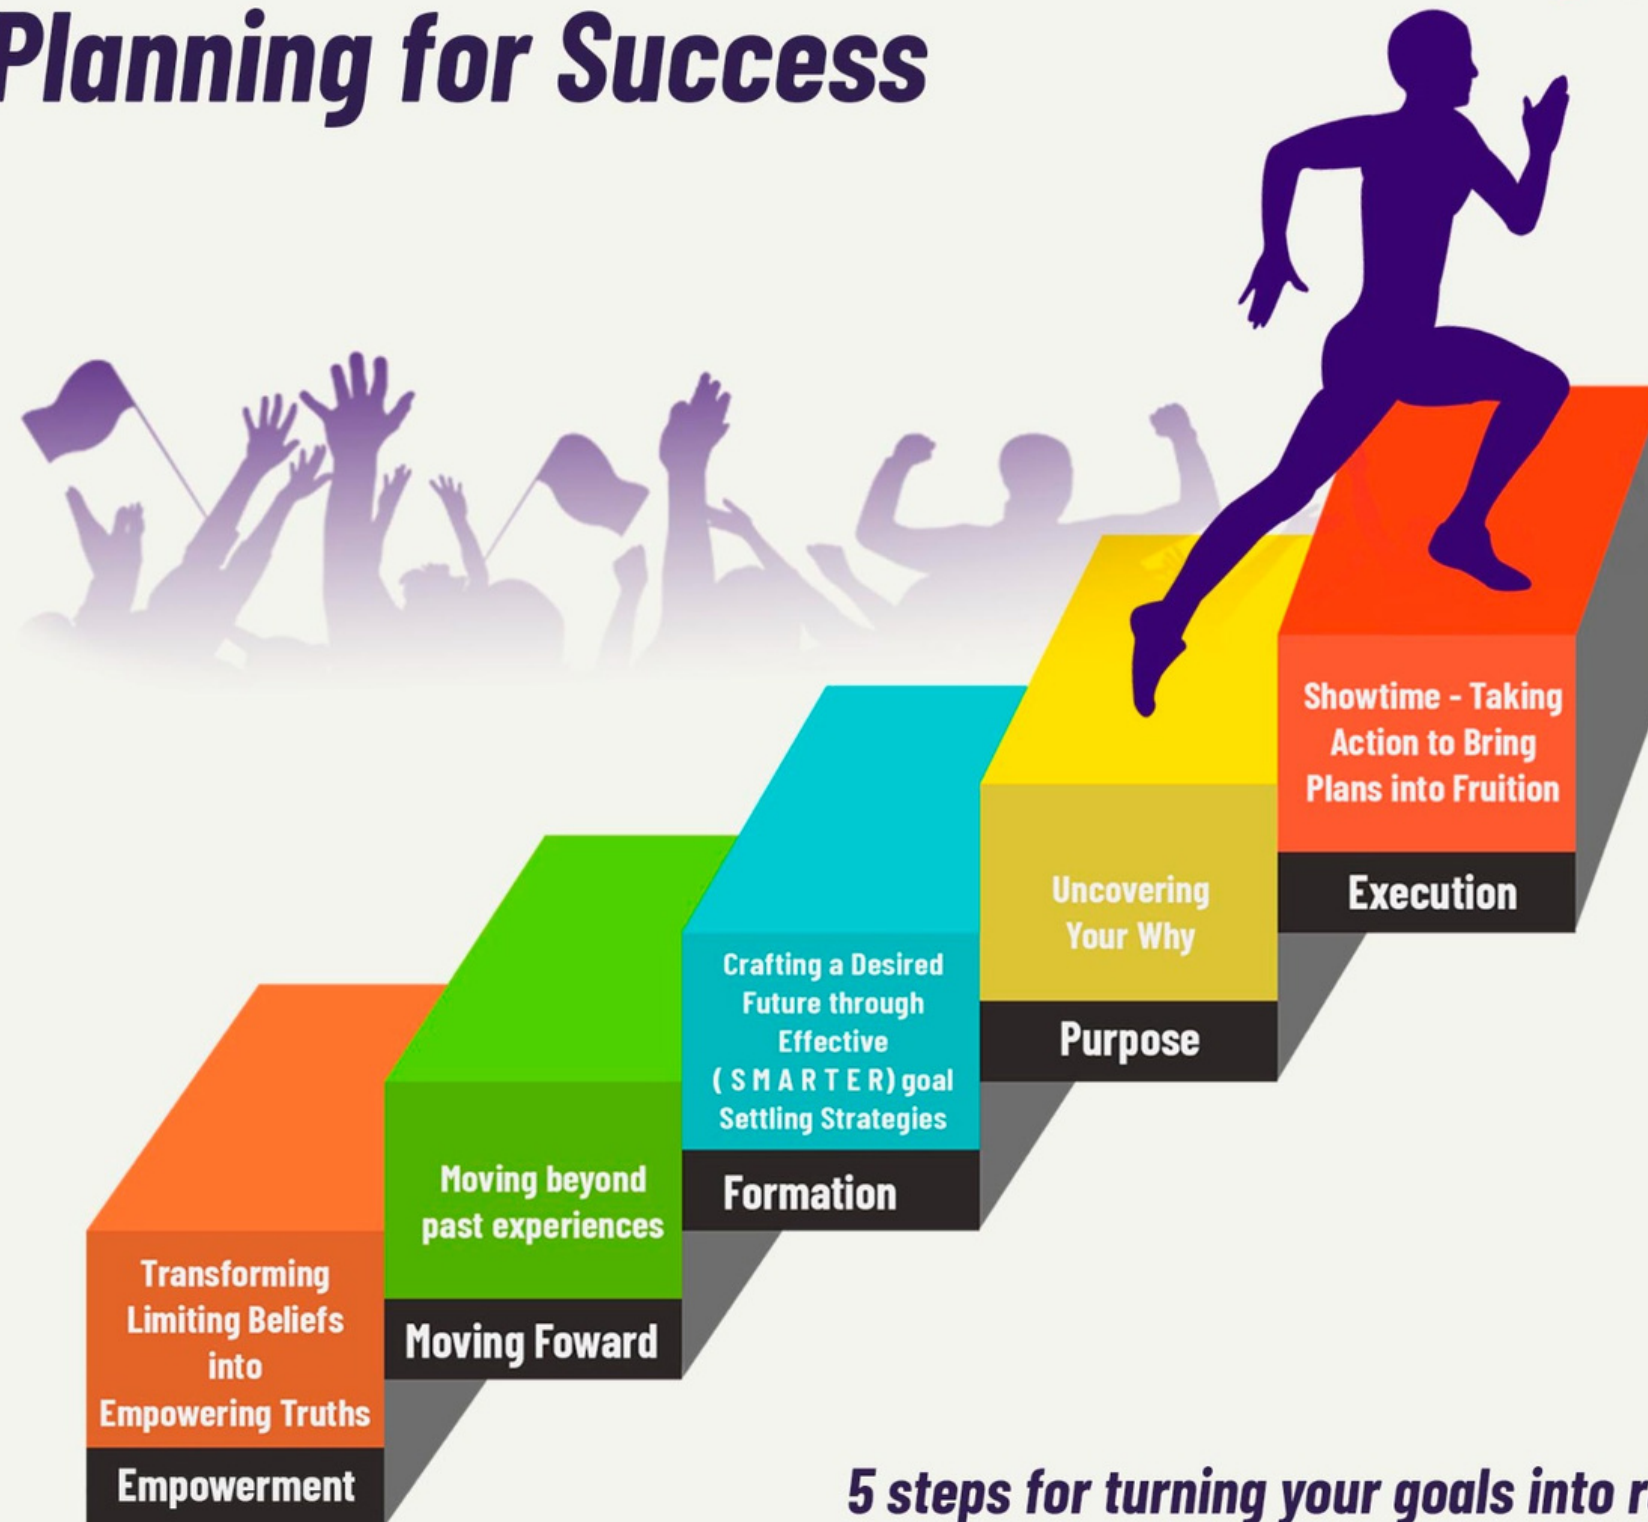 Planning for Success
Showtime - Taking
Action to Bring
Plans into Fruition
Execution
Uncovering
Your Why
Purpose
Crafting a Desired
Future through
Effective
( S M A R T E R) goal
Settling Strategies
Formation
Moving beyond
past experiences
Moving Foward
Transforming
Limiting Beliefs
into
Empowering Truths
Empowerment
5 steps for turning your goals into